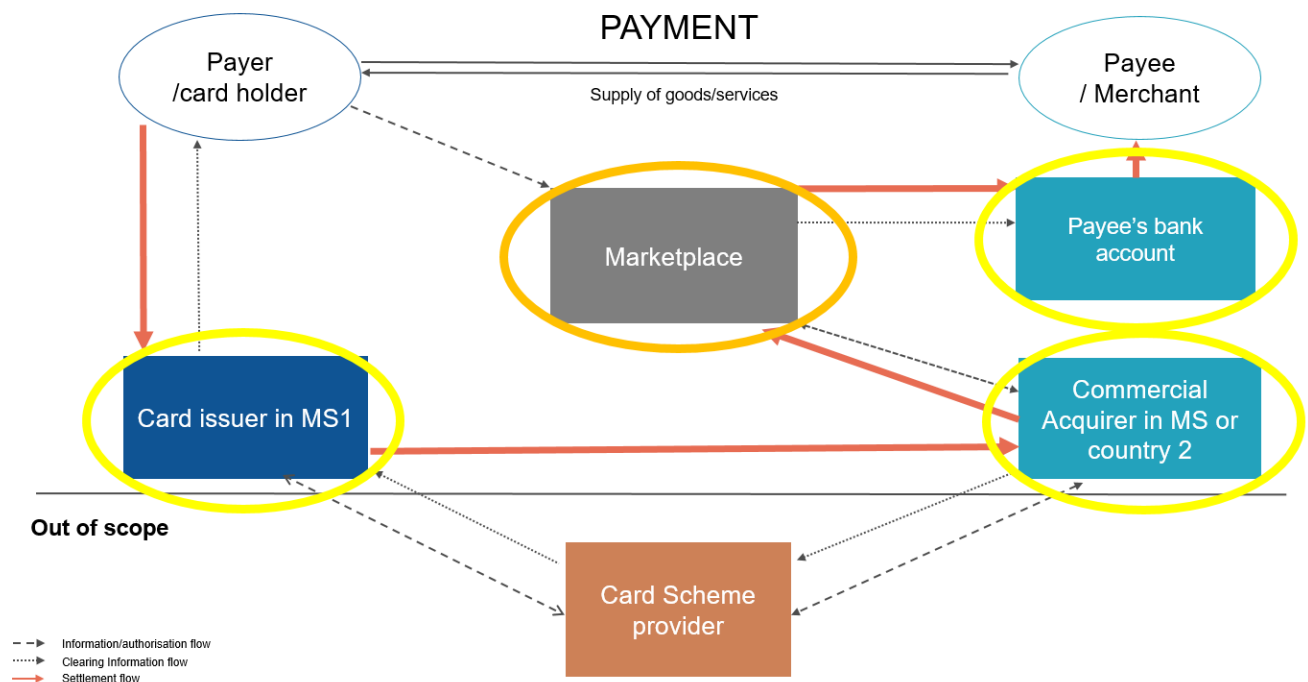 PAYMENT
Payer
/card holder
Payee
/ Merchant
Supply of goods/services
Marketplace
Payee's bank
account
Card issuer in MS1
Commercial
Acquirer in MS or
country 2
Out of scope
Card Scheme
provider
Information/authorisation flow
Clearing Information flow
Settlement flow